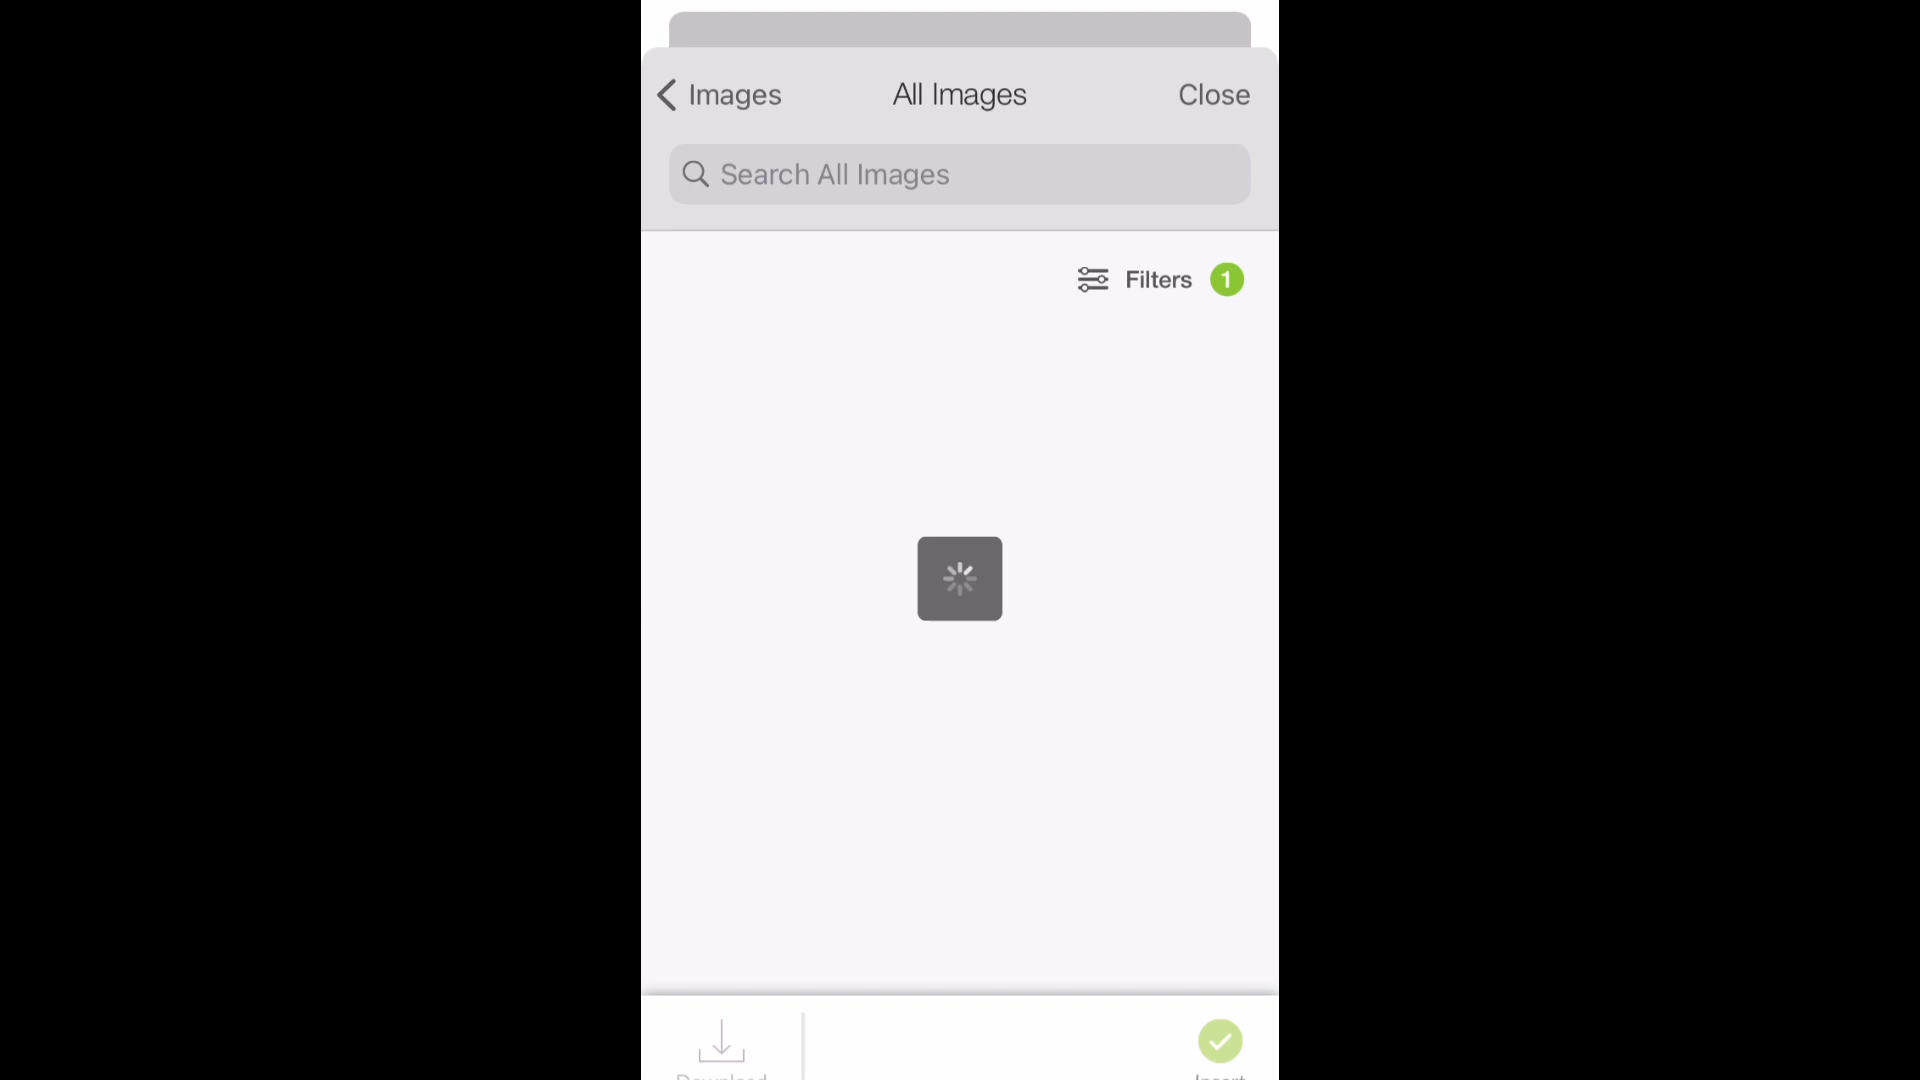 Images
All Images
Close
Search All Images
Filters 1
Download
Insert